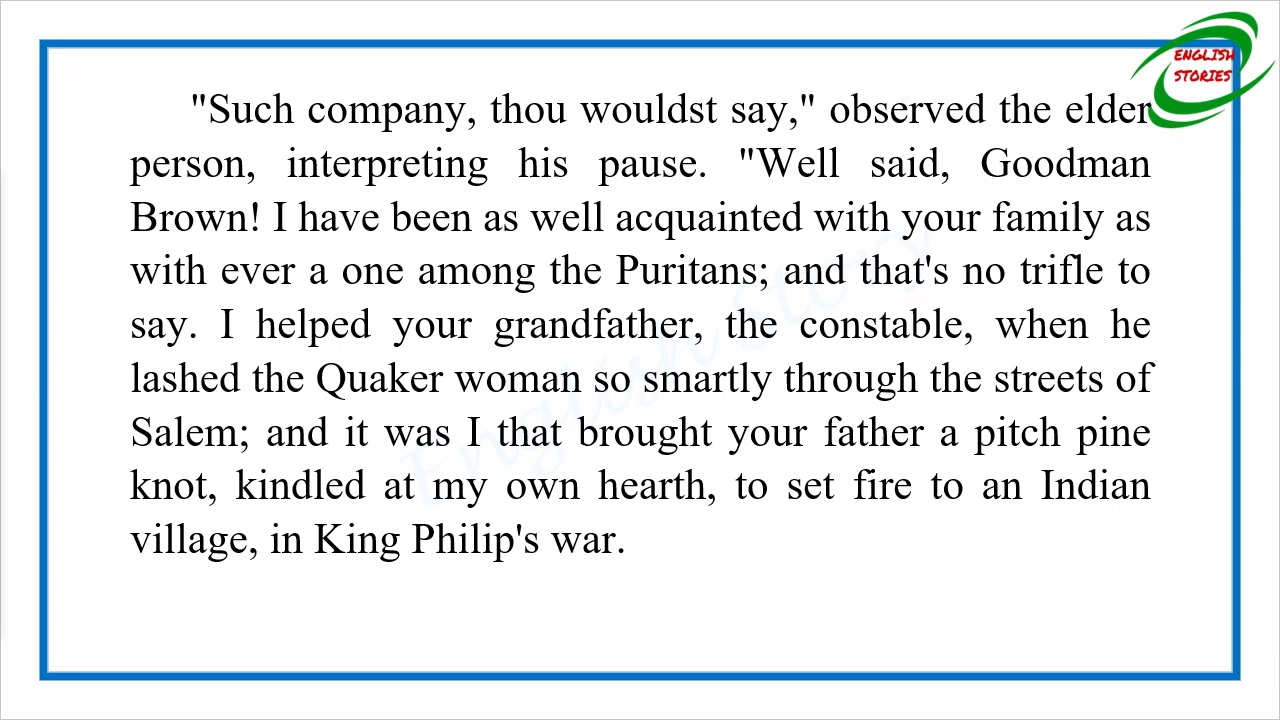 ENGLISH
STORIES
"Such company, thou wouldst say," observed the elder
person, interpreting his pause. "Well said, Goodman
Brown! I have been as well acquainted with your family as
with ever a one among the Puritans; and that's no trifle to
say. I helped your grandfather, the constable, when he
lashed the Quaker woman so smartly through the streets of
Salem; and it was I that brought your father a pitch pine
knot, kindled at my own hearth, to set fire to an Indian
village, in King Philip's war.
English Story